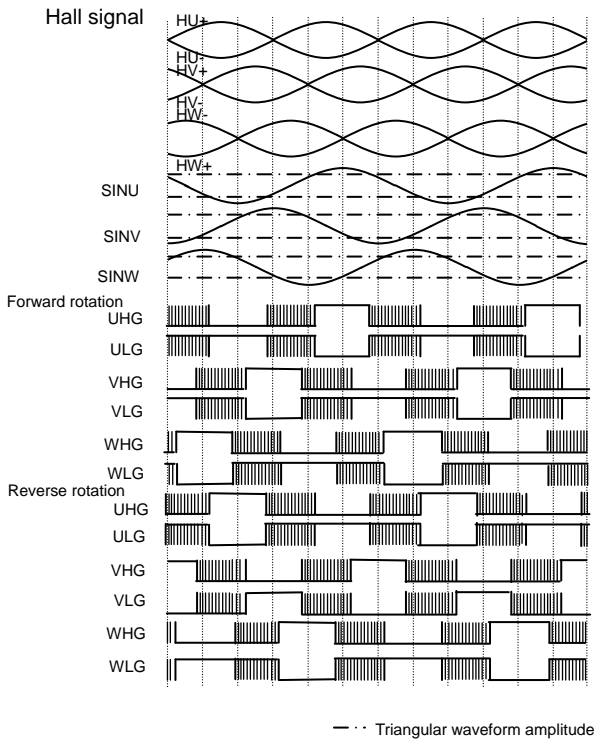 Hall signal
HU+
HU-
HV+
HV-
HW-
HW+
SINU
SINV
SINW
Forward rotation
UHG
ULG
VHG
VLG
WHG
WLG
Reverse rotation
UHG
ULG
VHG
VLG
WHG
WLG
Triangular waveform amplitude